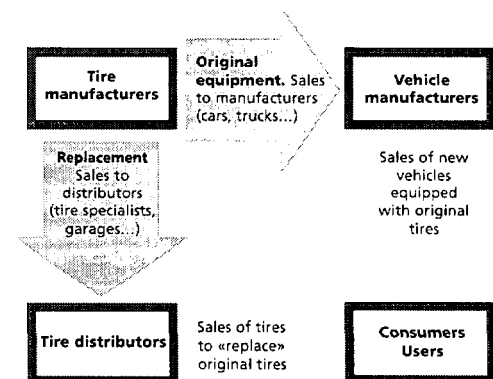 Tire
manufacturers
Original
equipment. Sales
to manufacturers
(cars, trucks...)
Vehicle
manufacturers
Replacement
Sales to
distributors
(tire specialists,
garages...)
Sales of new
vehicles
equipped
with original
tires
Tire distributors
Sales of tires
to «replace»
original tires
Consumers
Users